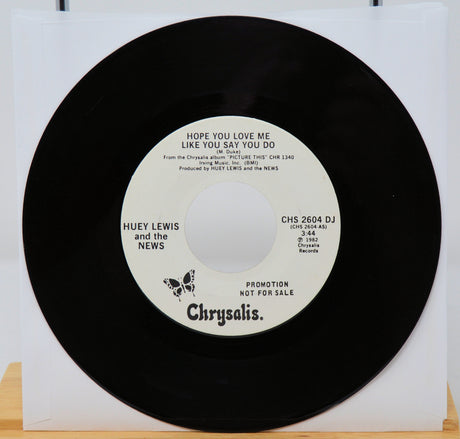 HOPE YOU LOVE ME
LIKE YOU SAY YOU DO
(M. Duke)
From the Chrysalis album "PICTURE THIS" CHR 1340
Irving Music, Inc. (BMI)
Produced by HUEY LEWIS and the NEWS
HUEY LEWIS
and the
NEWS
CHS 2604 DJ
(CHS 2604-AS)
3:44
℗ 1982
Chrysalis
Records
PROMOTION
NOT FOR SALE
Chrysalis.